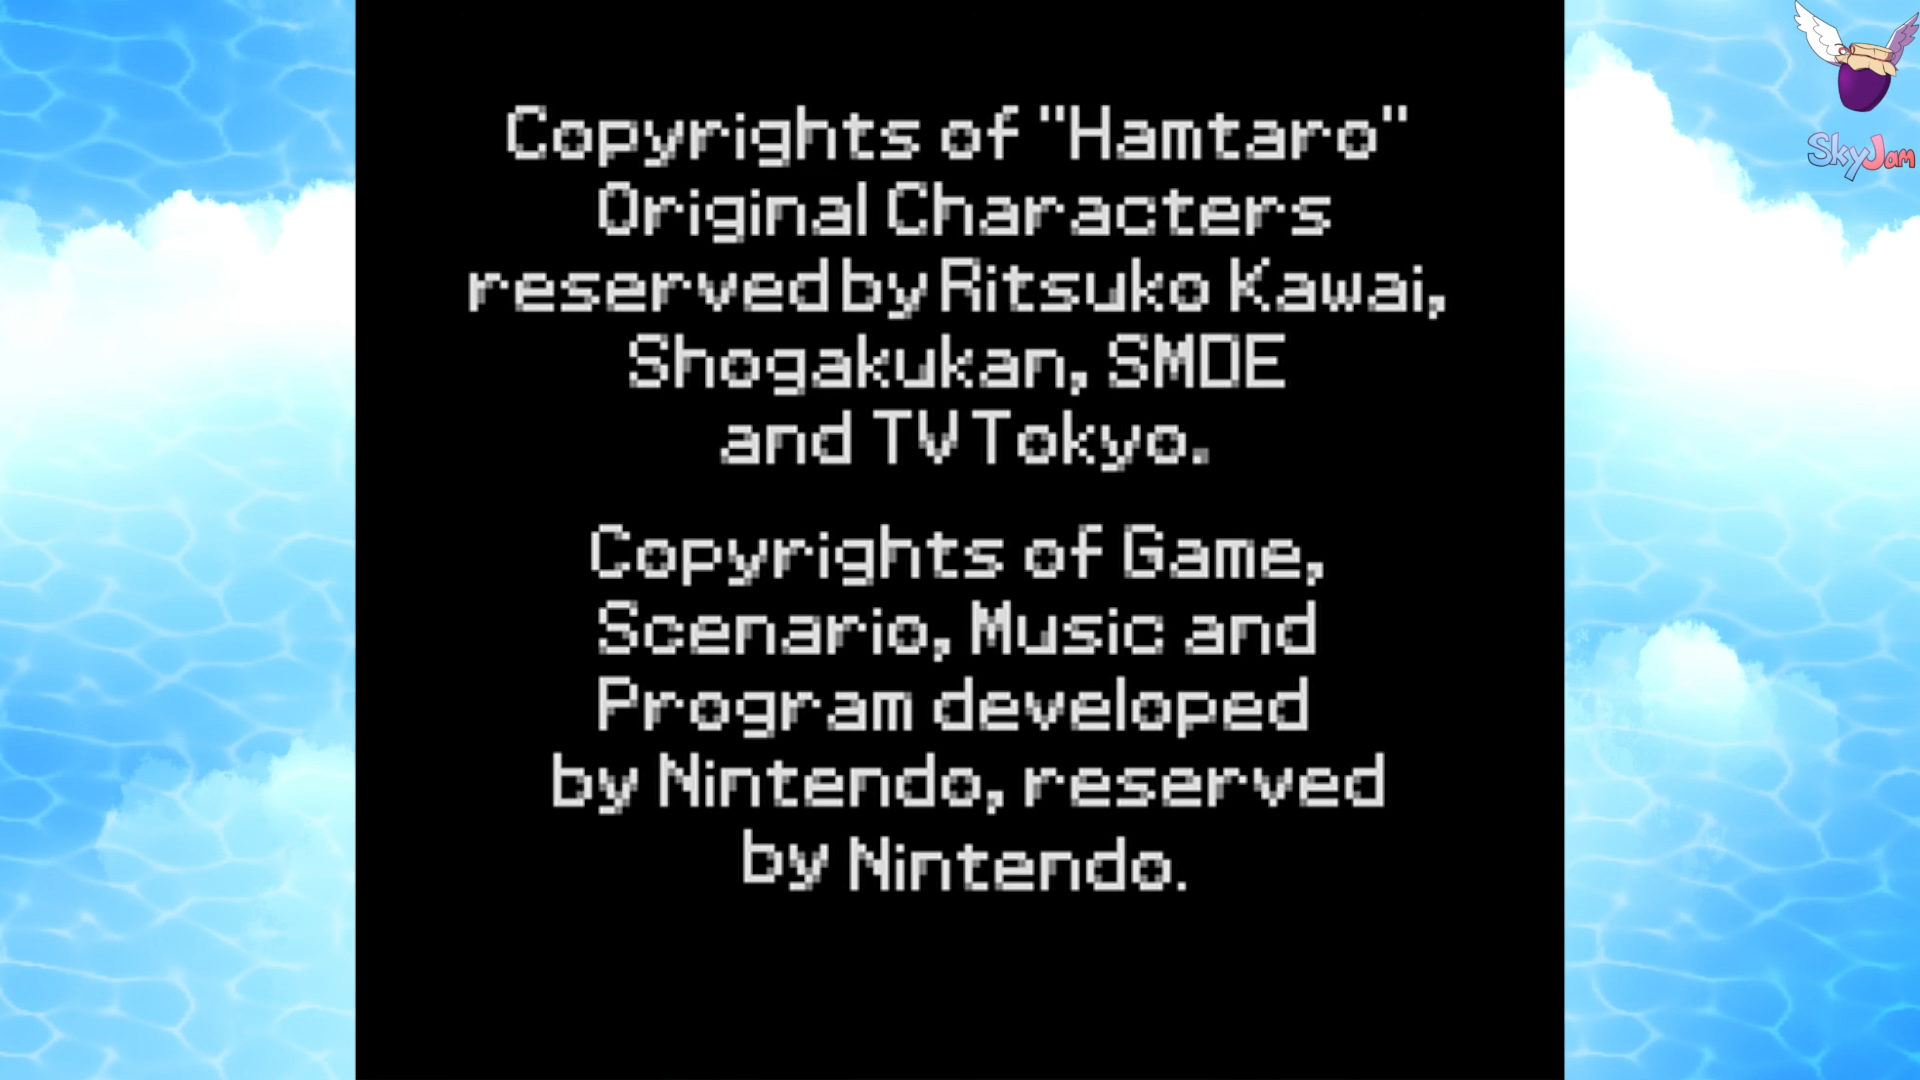 Copyrights of "Hamtaro"
Original Characters
reserved by Ritsuko Kawai,
Shogakukan, SMDE
and TV Tokyo.
Copyrights of Game,
Scenario, Music and
Program developed
by Nintendo, reserved
by Nintendo.
SkyJam